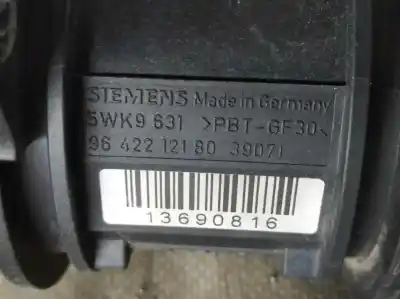 SIEMENS Made in Germany
5WK9 631 >PBT-GF30<
96 422 121 80 39071
13690816